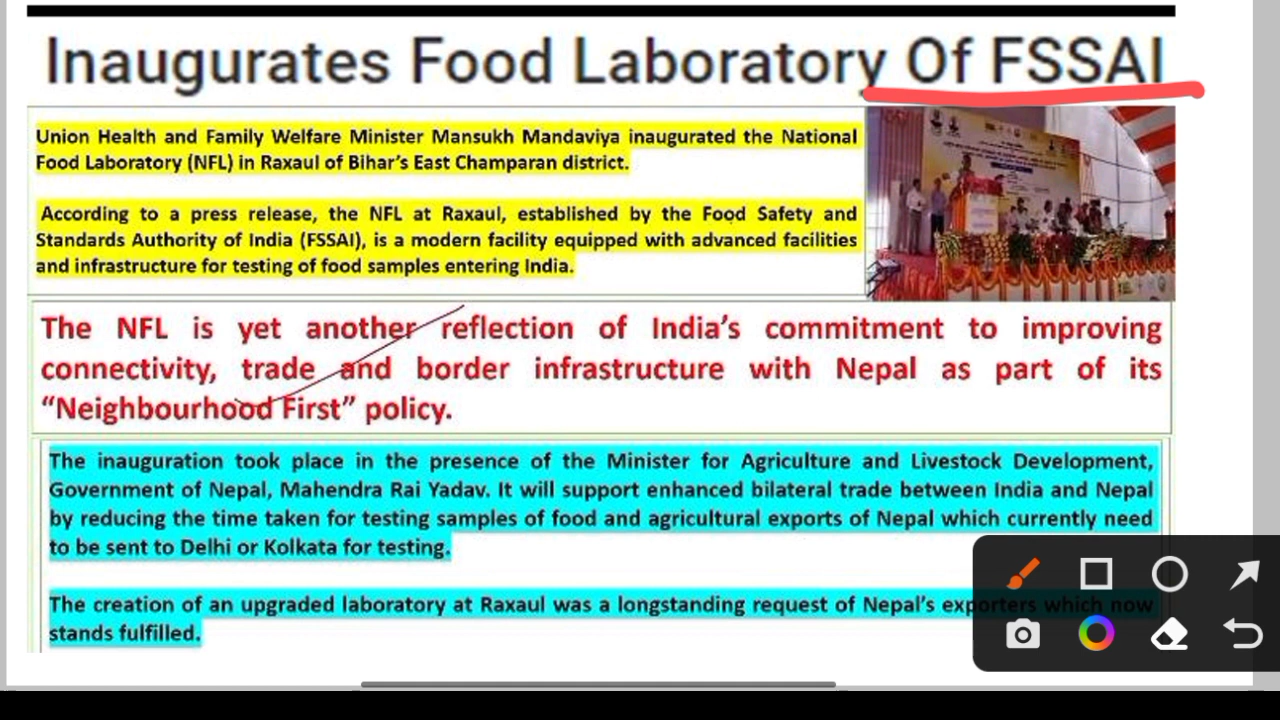 Inaugurates Food Laboratory Of FSSAI
Union Health and Family Welfare Minister Mansukh Mandaviya inaugurated the National
Food Laboratory (NFL) in Raxaul of Bihar's East Champaran district.
According to a press release, the NFL at Raxaul, established by the Food Safety and
Standards Authority of India (FSSAI), is a modern facility equipped with advanced facilities
and infrastructure for testing of food samples entering India.
The NFL is yet another reflection of India's commitment to improving
connectivity, trade and border infrastructure with Nepal as part of its
“Neighbourhood First” policy.
The inauguration took place in the presence of the Minister for Agriculture and Livestock Development,
Government of Nepal, Mahendra Rai Yadav. It will support enhanced bilateral trade between India and Nepal
by reducing the time taken for testing samples of food and agricultural exports of Nepal which currently need
to be sent to Delhi or Kolkata for testing.
The creation of an upgraded laboratory at Raxaul was a longstanding request of Nepal's exporters which now
stands fulfilled.